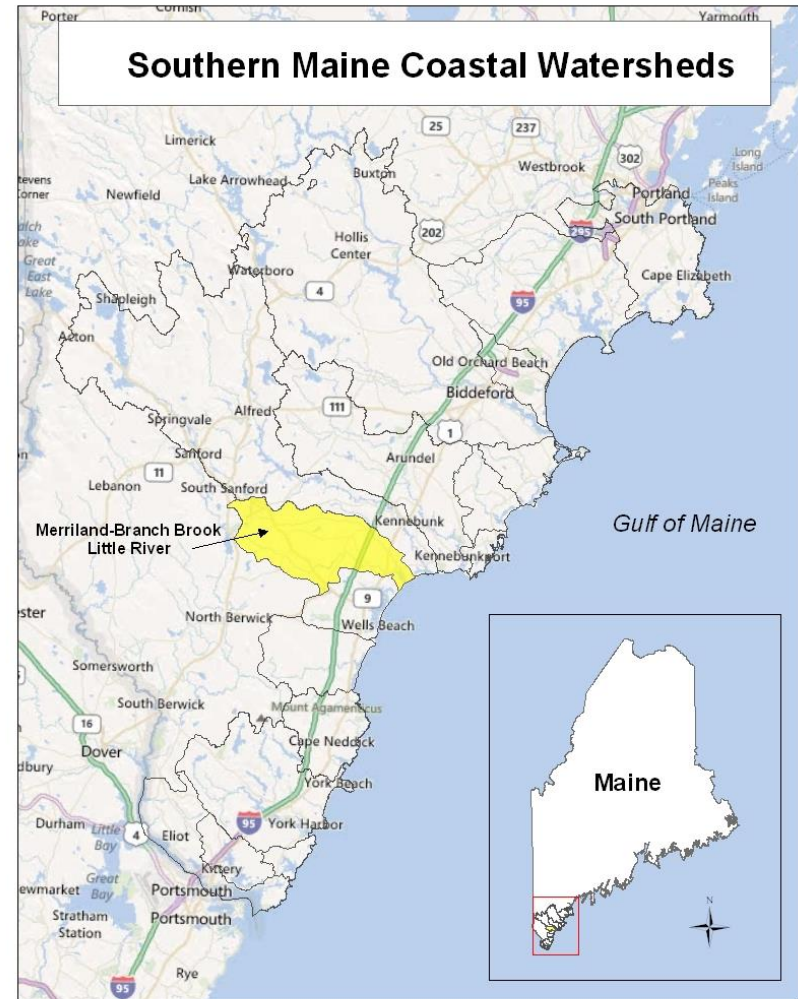 Porter
Cornish
Yarmouth
Southern Maine Coastal Watersheds
25
237
302
Limerick
Westbrook
Long
Island
Buxton
Lake Arrowhead
Peaks
Island
Newfield
Portland
South Portland
202
295
Hollis
Center
Great
East
Lake
Waterboro
Cape Elizabeth
4
95
Shapleigh
Acton
Old Orchard Beach
Biddeford
111
Alfred
Springvale
1
Sanford
Arundel
11
Lebanon
South Sanford
Kennebunk
Gulf of Maine
Merriland-Branch Brook
Little River
Kennebunkport
9
North Berwick
Wells Beach
Somersworth
South Berwick
Mount Agamenticus
16
Cape Neddick
Dover
York Beach
Maine
95
York Harbor
Durham
Little
Bay
4
Eliot
Kittery
Great
Bay
Portsmouth
Stratham
Station
Portsmouth
N
Rye
95